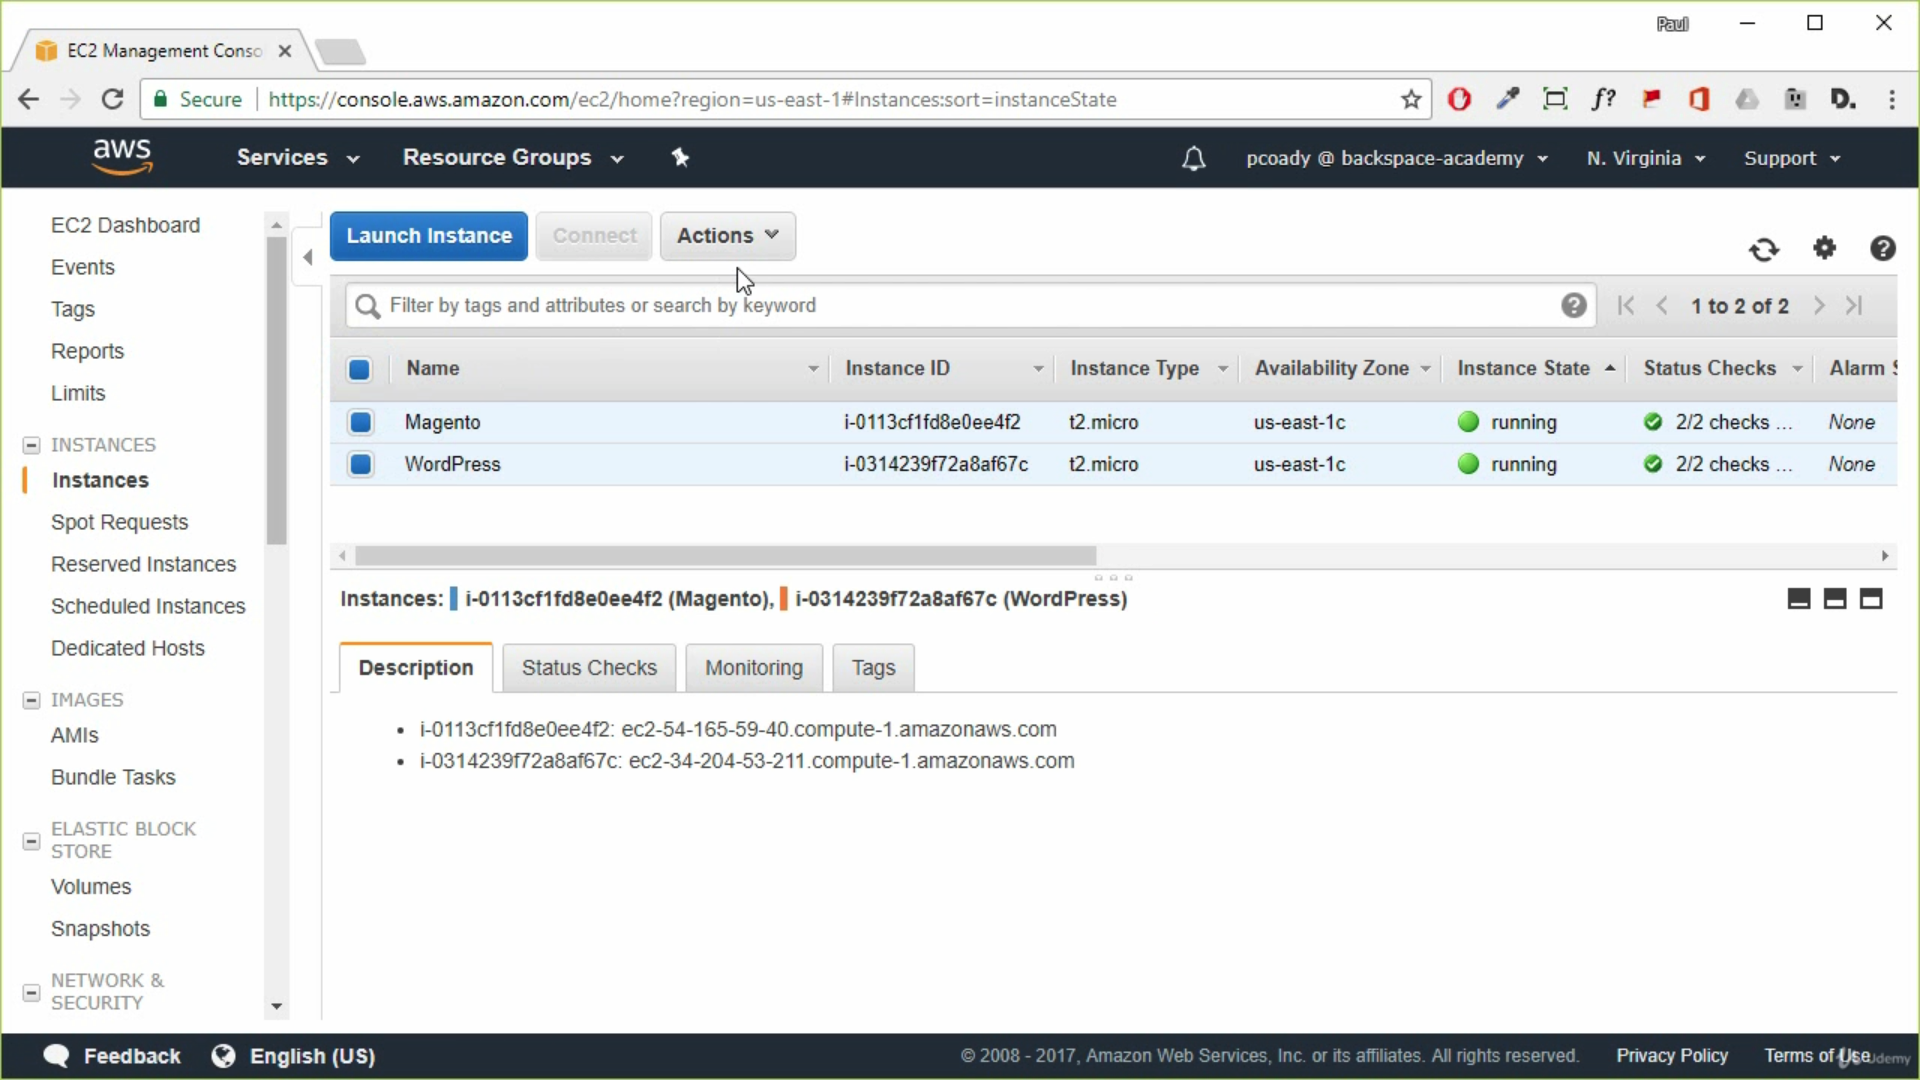 Paul
EC2 Management Conso
Secure
https://console.aws.amazon.com/ec2/home?region=us-east-1#Instances:sort=instanceState
f?
D.
aws
Services
Resource Groups
pcoady @ backspace-academy
N. Virginia
Support
EC2 Dashboard
Events
Tags
Reports
Limits
INSTANCES
Instances
Spot Requests
Reserved Instances
Scheduled Instances
Dedicated Hosts
IMAGES
AMIs
Bundle Tasks
ELASTIC BLOCK
STORE
Volumes
Snapshots
NETWORK &
SECURITY
Launch Instance
Connect
Actions
Filter by tags and attributes or search by keyword
1 to 2 of 2
Name Instance ID Instance Type Availability Zone Instance State Status Checks Alarm S
Magento i-0113cf1fd8e0ee4f2 t2.micro us-east-1c running 2/2 checks ... None
WordPress i-0314239f72a8af67c t2.micro us-east-1c running 2/2 checks ... None
Instances: i-0113cf1fd8e0ee4f2 (Magento), i-0314239f72a8af67c (WordPress)
Description
Status Checks
Monitoring
Tags
i-0113cf1fd8e0ee4f2: ec2-54-165-59-40.compute-1.amazonaws.com
i-0314239f72a8af67c: ec2-34-204-53-211.compute-1.amazonaws.com
Feedback
English (US)
© 2008 - 2017, Amazon Web Services, Inc. or its affiliates. All rights reserved.
Privacy Policy
Terms of Use
Udemy